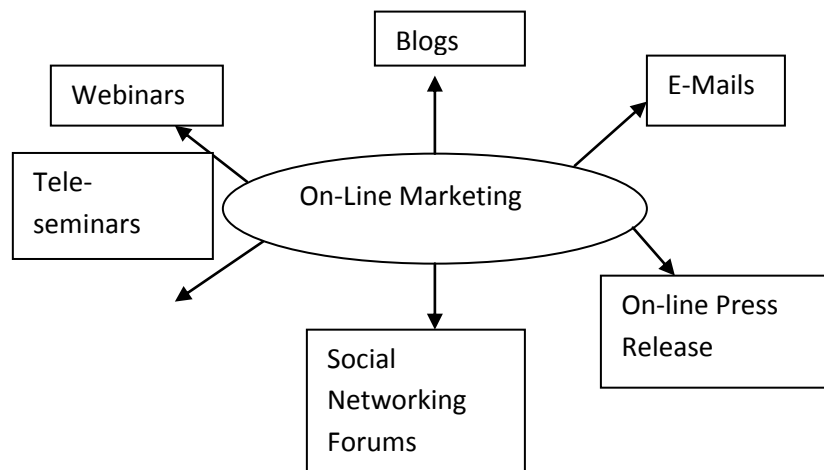 Blogs
Webinars
E-Mails
Tele-
seminars
On-Line Marketing
On-line Press
Release
Social
Networking
Forums